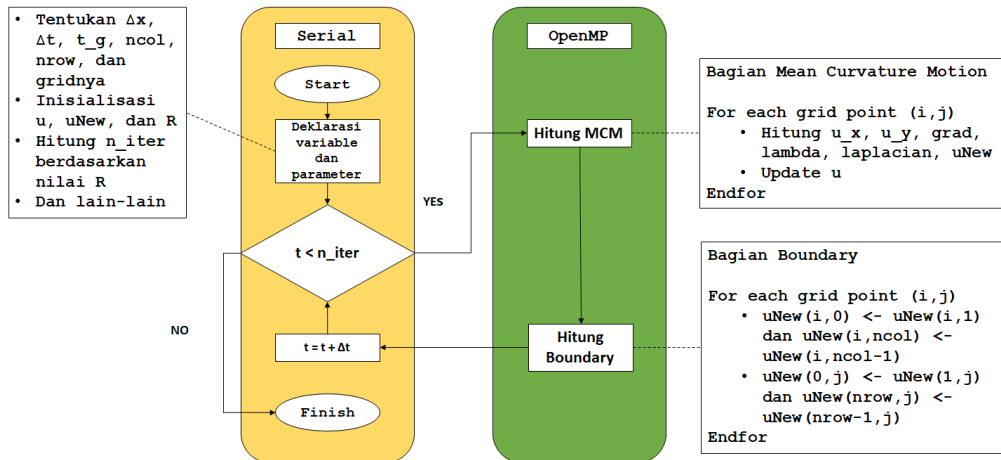 • Tentukan Δx,
Δt, t_g, ncol,
nrow, dan
gridnya
• Inisialisasi
u, uNew, dan R
• Hitung n_iter
berdasarkan
nilai R
• Dan lain-lain
Serial
Start
Deklarasi
variable
dan
parameter
t < n_iter
YES
NO
t = t + Δt
Finish
OpenMP
Hitung MCM
Hitung
Boundary
Bagian Mean Curvature Motion
For each grid point (i,j)
• Hitung u_x, u_y, grad,
lambda, laplacian, uNew
• Update u
Endfor
Bagian Boundary
For each grid point (i,j)
• uNew(i,0) <- uNew(i,1)
dan uNew(i,ncol) <-
uNew(i,ncol-1)
• uNew(0,j) <- uNew(1,j)
dan uNew(nrow,j) <-
uNew(nrow-1,j)
Endfor